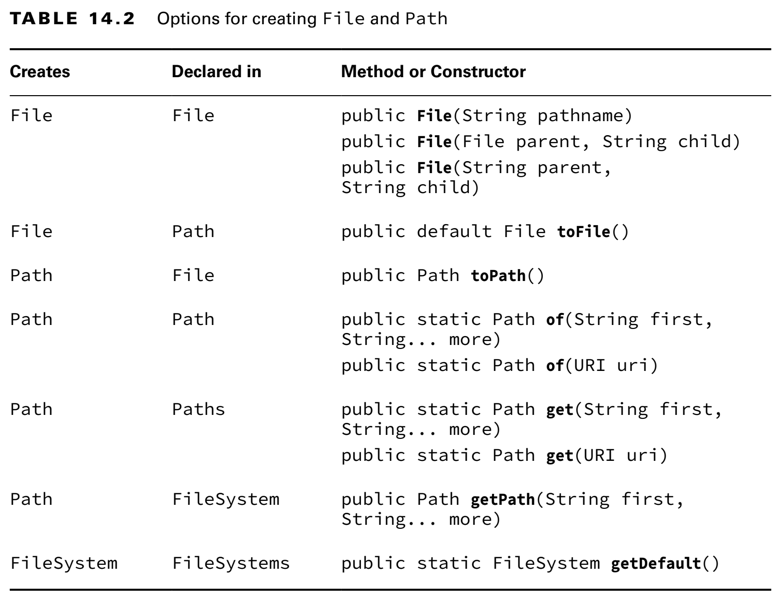 TABLE 14.2 Options for creating File and Path
Creates Declared in Method or Constructor
File File public File(String pathname)
public File(File parent, String child)
public File(String parent,
String child)
File Path public default File toFile()
Path File public Path toPath()
Path Path public static Path of(String first,
String... more)
public static Path of(URI uri)
Path Paths public static Path get(String first,
String... more)
public static Path get(URI uri)
Path FileSystem public Path getPath(String first,
String... more)
FileSystem FileSystems public static FileSystem getDefault()